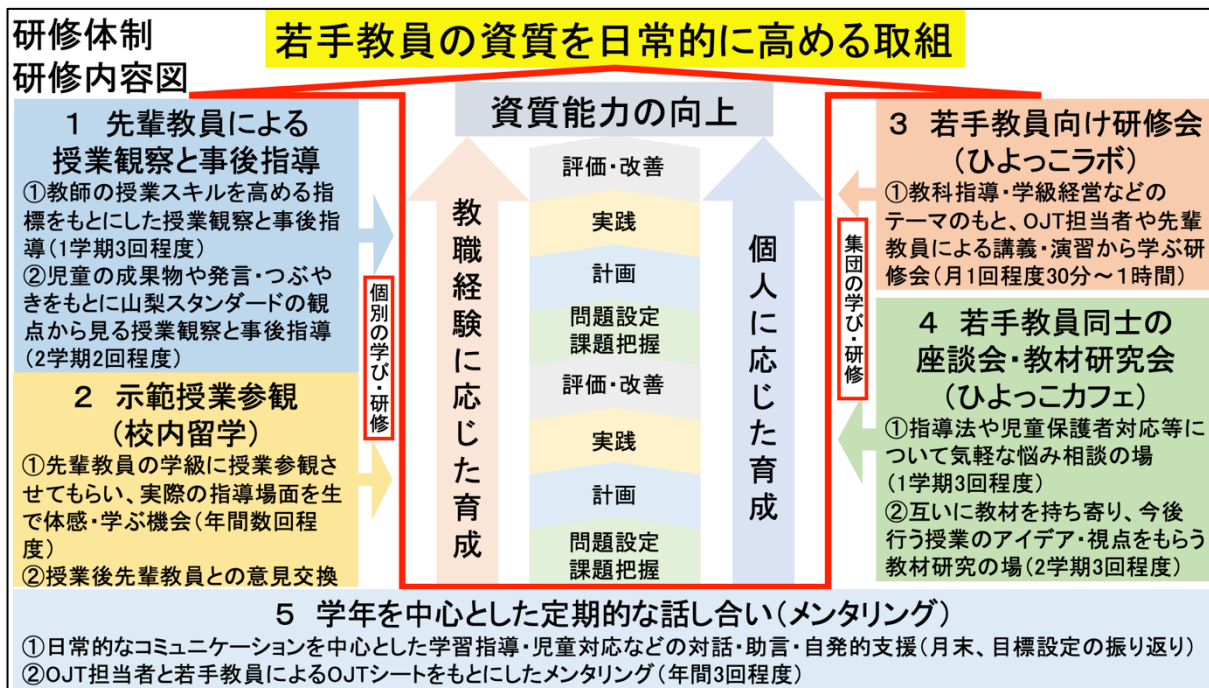 研修体制
研修内容図
若手教員の資質を日常的に高める取組
1 先輩教員による
授業観察と事後指導
①教師の授業スキルを高める指
標をもとにした授業観察と事後指
導(1学期3回程度)
②児童の成果物や発言・つぶや
きをもとに山梨スタンダードの観
点から見る授業観察と事後指導
(2学期2回程度)
2 示範授業参観
(校内留学)
①先輩教員の学級に授業参観さ
せてもらい、実際の指導場面を生
で体感・学ぶ機会(年間数回程
度)
②授業後先輩教員との意見交換
個別の学び・研修
教職経験に応じた育成
資質能力の向上
評価・改善
実践
計画
問題設定
課題把握
評価・改善
実践
計画
問題設定
課題把握
個人に応じた育成
集団の学び・研修
3 若手教員向け研修会
(ひよっこラボ)
①教科指導・学級経営などの
テーマのもと、OJT担当者や先輩
教員による講義・演習から学ぶ研
修会(月1回程度30分～1時間)
4 若手教員同士の
座談会・教材研究会
(ひよっこカフェ)
①指導法や児童保護者対応等に
ついて気軽な悩み相談の場
(1学期3回程度)
②互いに教材を持ち寄り、今後
行う授業のアイデア・視点をもらう
教材研究の場(2学期3回程度)
5 学年を中心とした定期的な話し合い(メンタリング)
①日常的なコミュニケーションを中心とした学習指導・児童対応などの対話・助言・自発的支援(月末、目標設定の振り返り)
②OJT担当者と若手教員によるOJTシートをもとにしたメンタリング(年間3回程度)